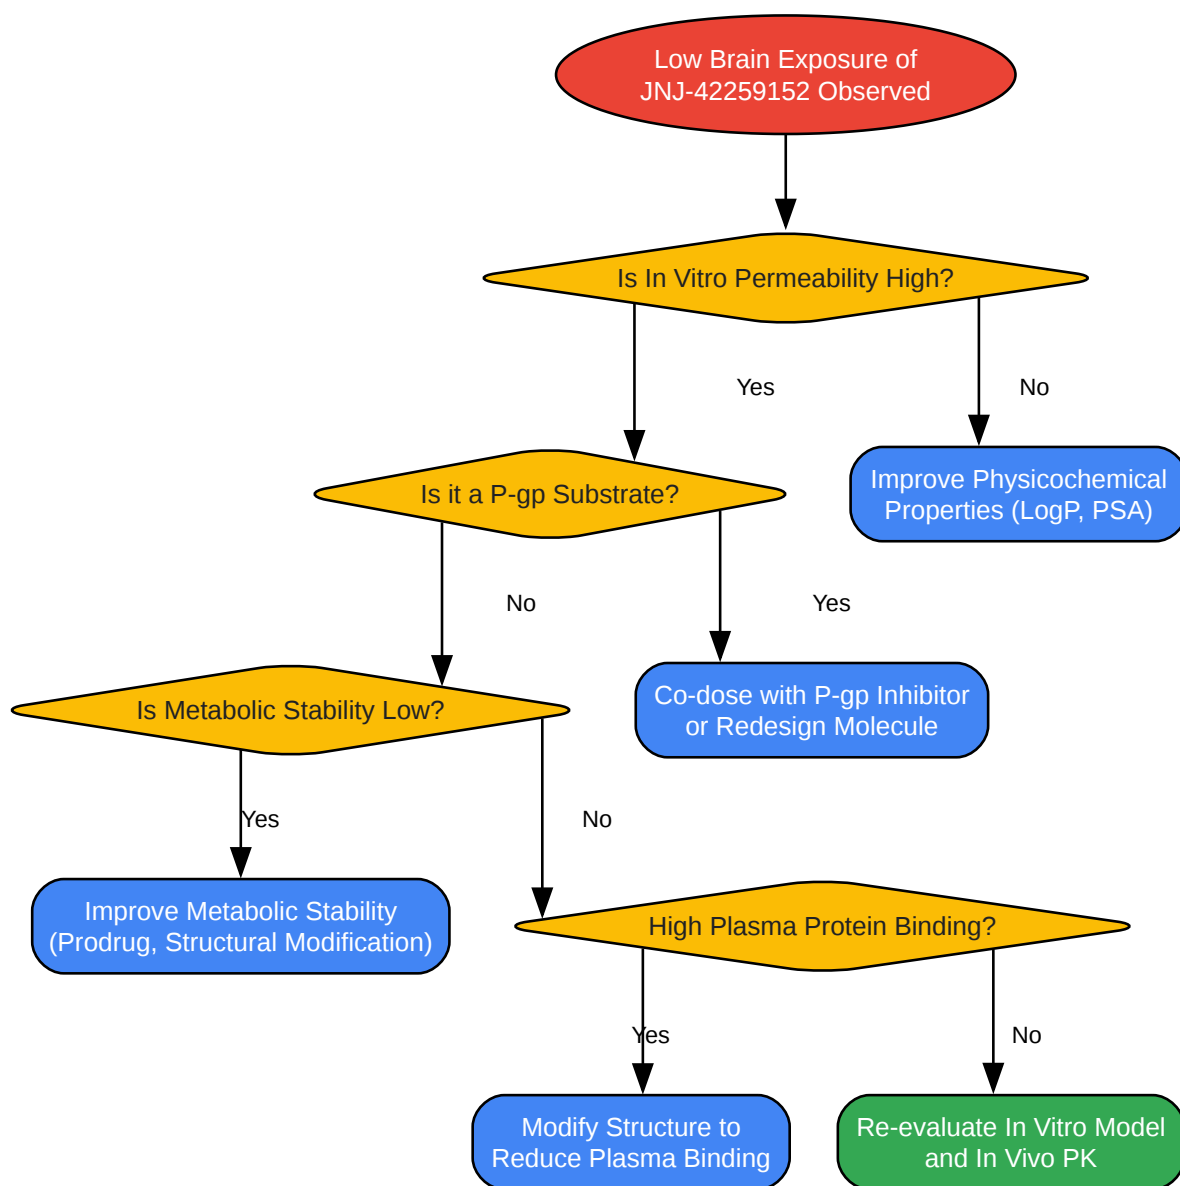 Low Brain Exposure of
JNJ-42259152 Observed
Is In Vitro Permeability High?
Yes
No
Improve Physicochemical
Properties (LogP, PSA)
Is it a P-gp Substrate?
No
Yes
Co-dose with P-gp Inhibitor
or Redesign Molecule
Is Metabolic Stability Low?
Yes
No
Improve Metabolic Stability
(Prodrug, Structural Modification)
High Plasma Protein Binding?
Yes
No
Modify Structure to
Reduce Plasma Binding
Re-evaluate In Vitro Model
and In Vivo PK